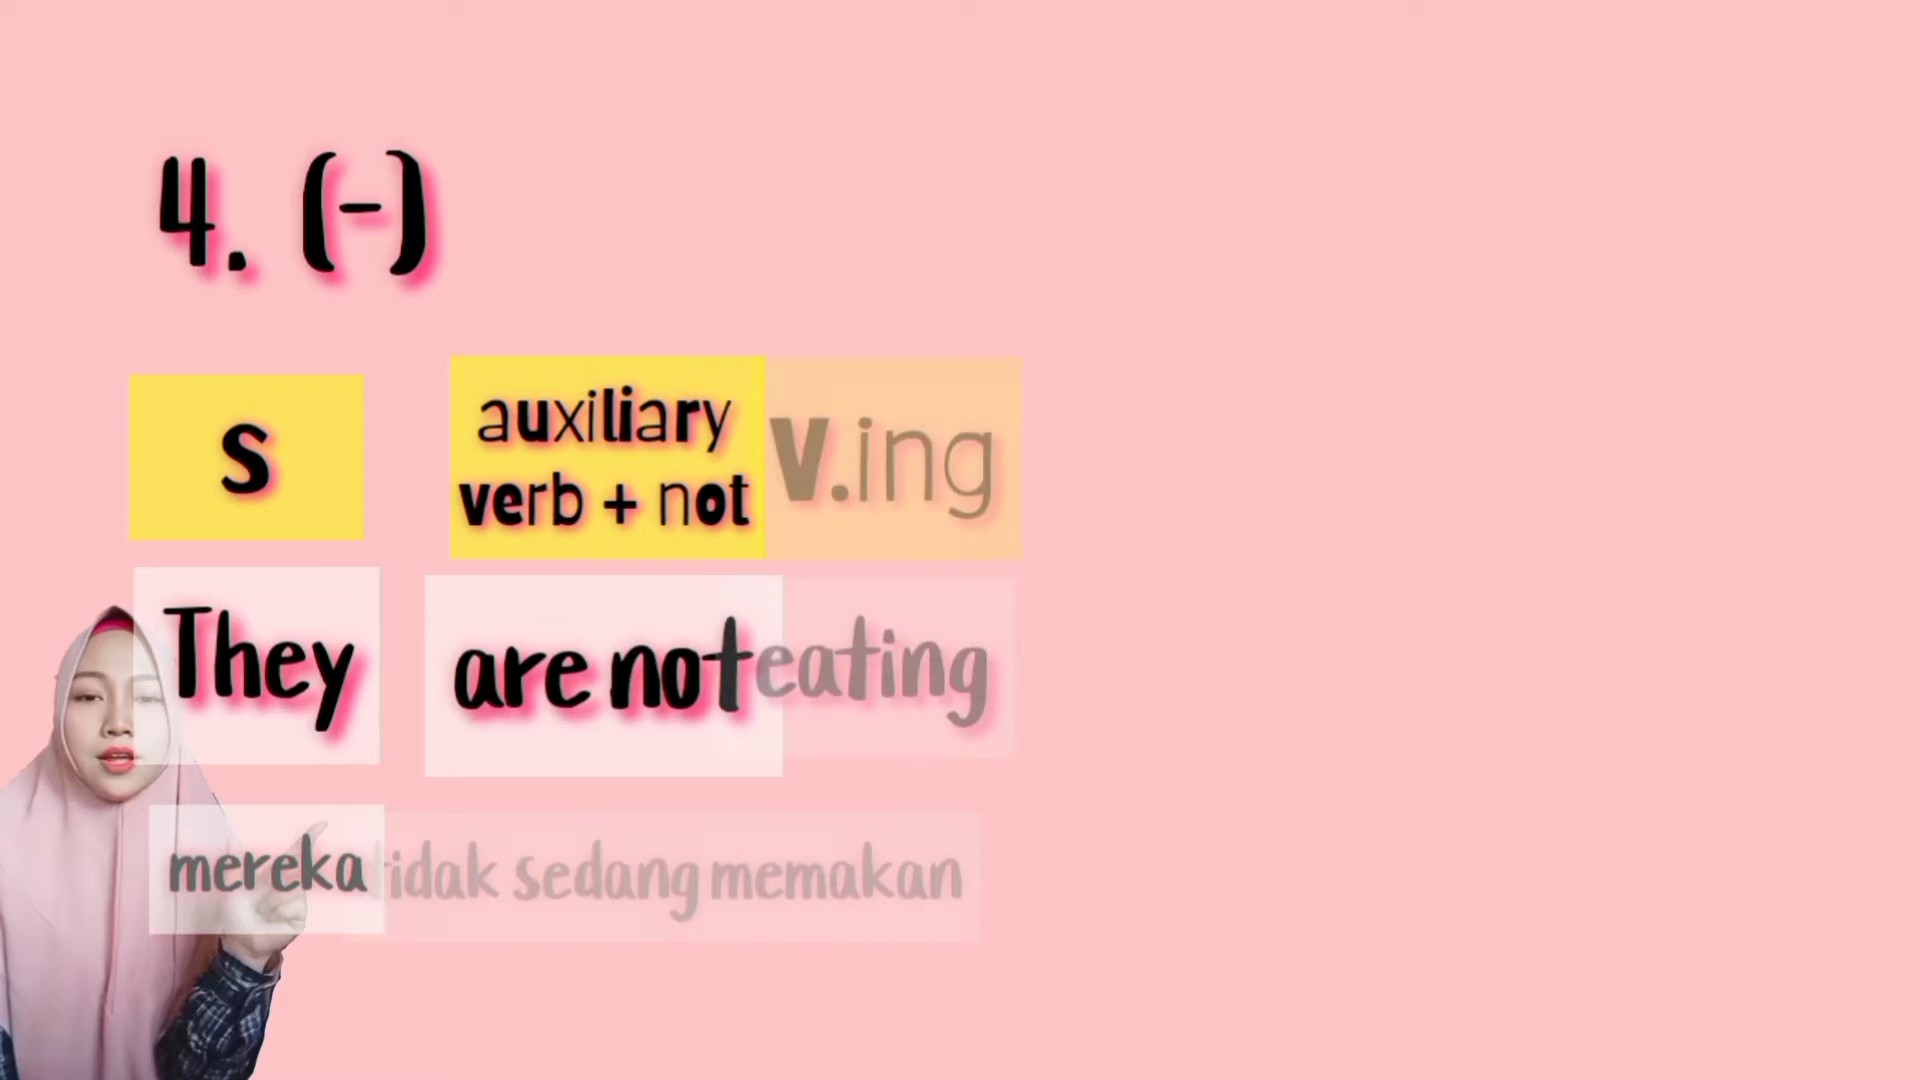 4. (-)
S auxiliary verb + not V.ing
They are not eating
mereka tidak sedang memakan